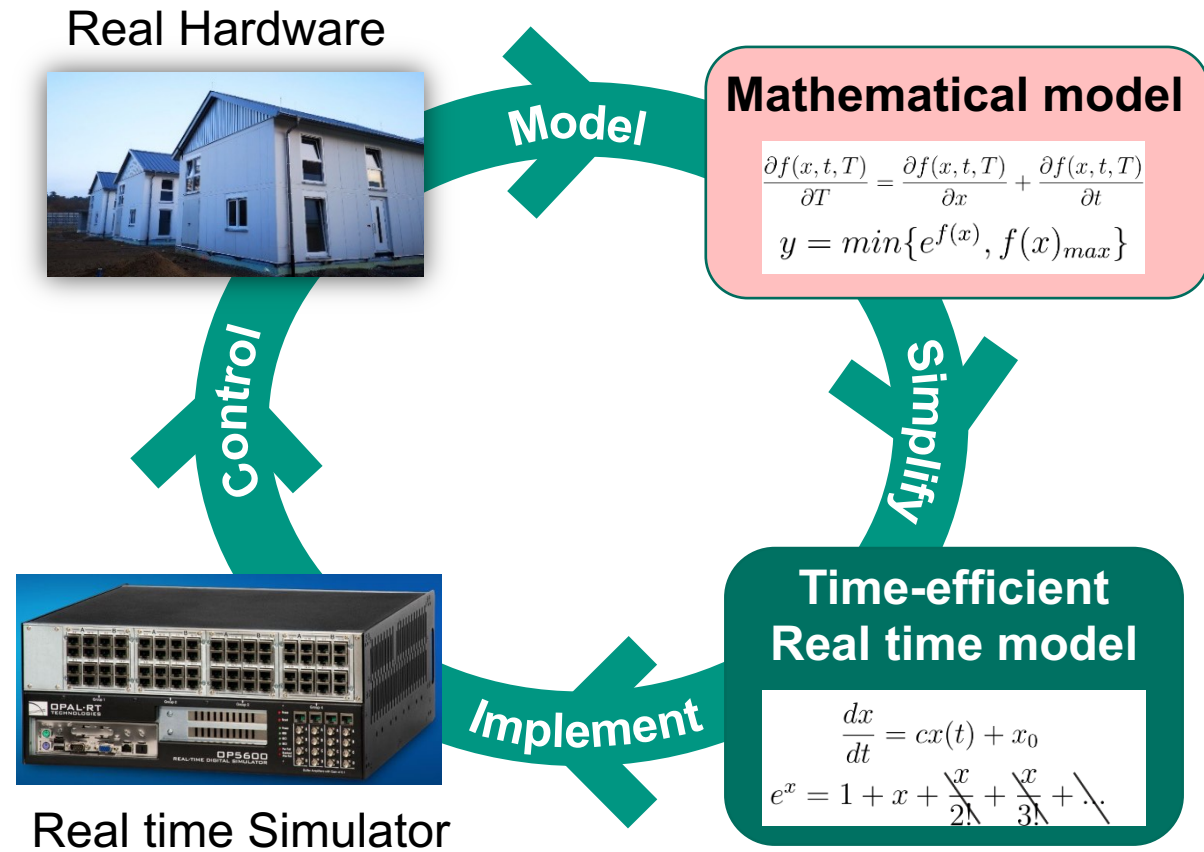 Real Hardware
Model
Mathematical model
∂f(x, t, T)/∂T = ∂f(x, t, T)/∂x + ∂f(x, t, T)/∂t
y = min{e^{f(x)}, f(x)_{max}}
Control
Simplify
Time-efficient
Real time model
dx/dt = cx(t) + x_0
e^x = 1 + x + x/2! + x/3! + ...
Implement
OPAL-RT
TECHNOLOGIES
OP5600
REAL-TIME DIGITAL SIMULATOR
Real time Simulator